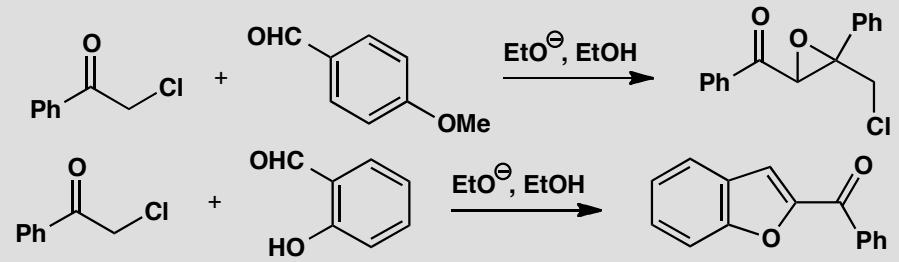 O Ph Cl + OHC OMe EtO⊖, EtOH O Ph O Ph Cl
O Ph Cl + OHC HO EtO⊖, EtOH O O Ph